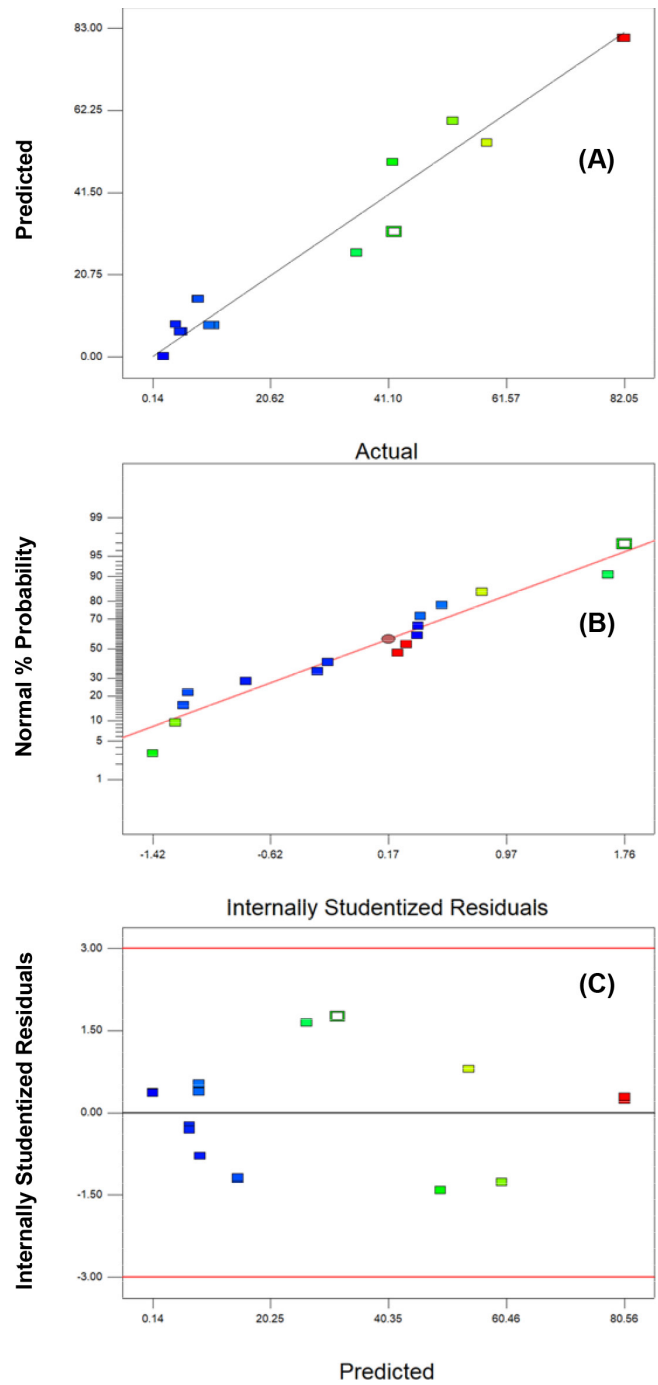 83.00
62.25
41.50
20.75
0.00
Predicted
(A)
0.14 20.62 41.10 61.57 82.05
Actual
99
95
90
80
70
50
30
20
10
5
1
Normal % Probability
(B)
-1.42 -0.62 0.17 0.97 1.76
Internally Studentized Residuals
3.00
1.50
0.00
-1.50
-3.00
Internally Studentized Residuals
(C)
0.14 20.25 40.35 60.46 80.56
Predicted